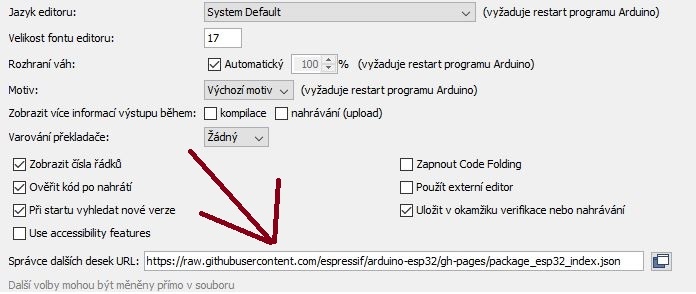 Jazyk editoru: System Default (vyžaduje restart programu Arduino)
Velikost fontu editoru: 17
Rozhraní váh: Automatický 100 % (vyžaduje restart programu Arduino)
Motiv: Výchozí motiv (vyžaduje restart programu Arduino)
Zobrazit více informací výstupu během: kompilace nahrávání (upload)
Varování překladače: Žádný
Zobrazit čísla řádků Zapnout Code Folding
Ověřit kód po nahrátí Použít externí editor
Při startu vyhledat nové verze Uložit v okamžiku verifikace nebo nahrávání
Use accessibility features
Správce dalších desek URL: https://raw.githubusercontent.com/espressif/arduino-esp32/gh-pages/package_esp32_index.json
Další volby mohou být měněny přímo v souboru